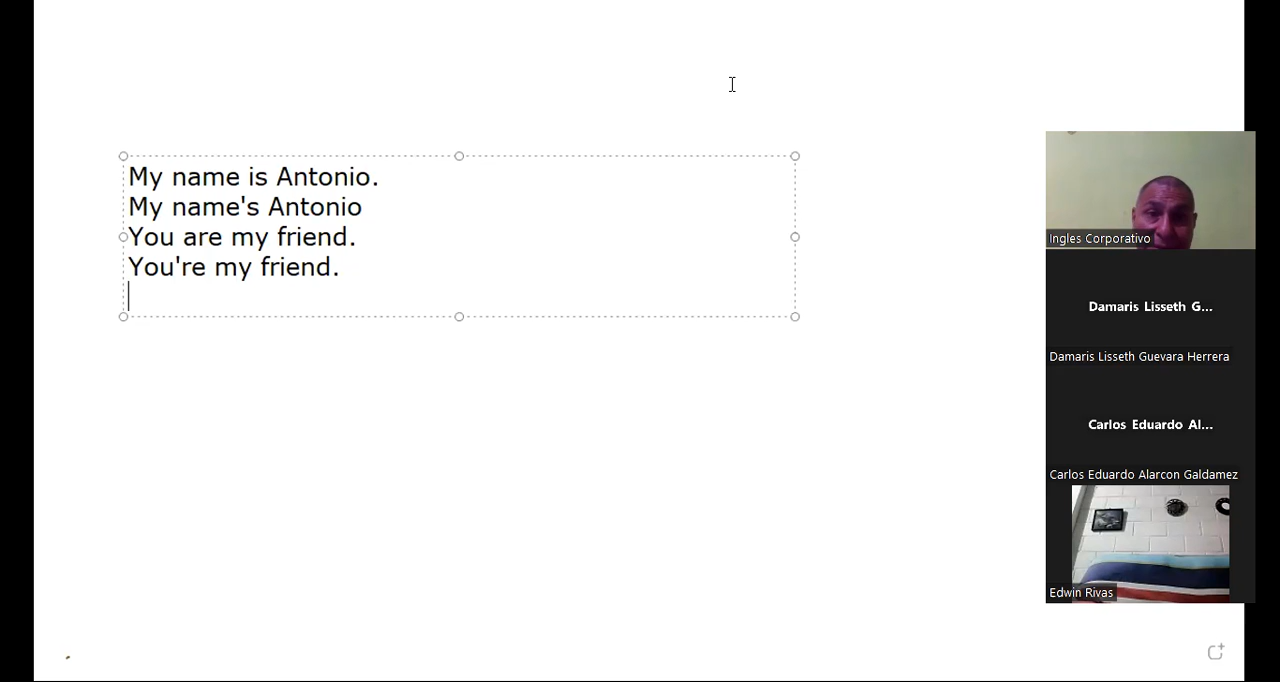 My name is Antonio.
My name's Antonio
You are my friend.
You're my friend.
Ingles Corporativo
Damaris Lisseth G...
Damaris Lisseth Guevara Herrera
Carlos Eduardo Al...
Carlos Eduardo Alarcon Galdamez
Edwin Rivas